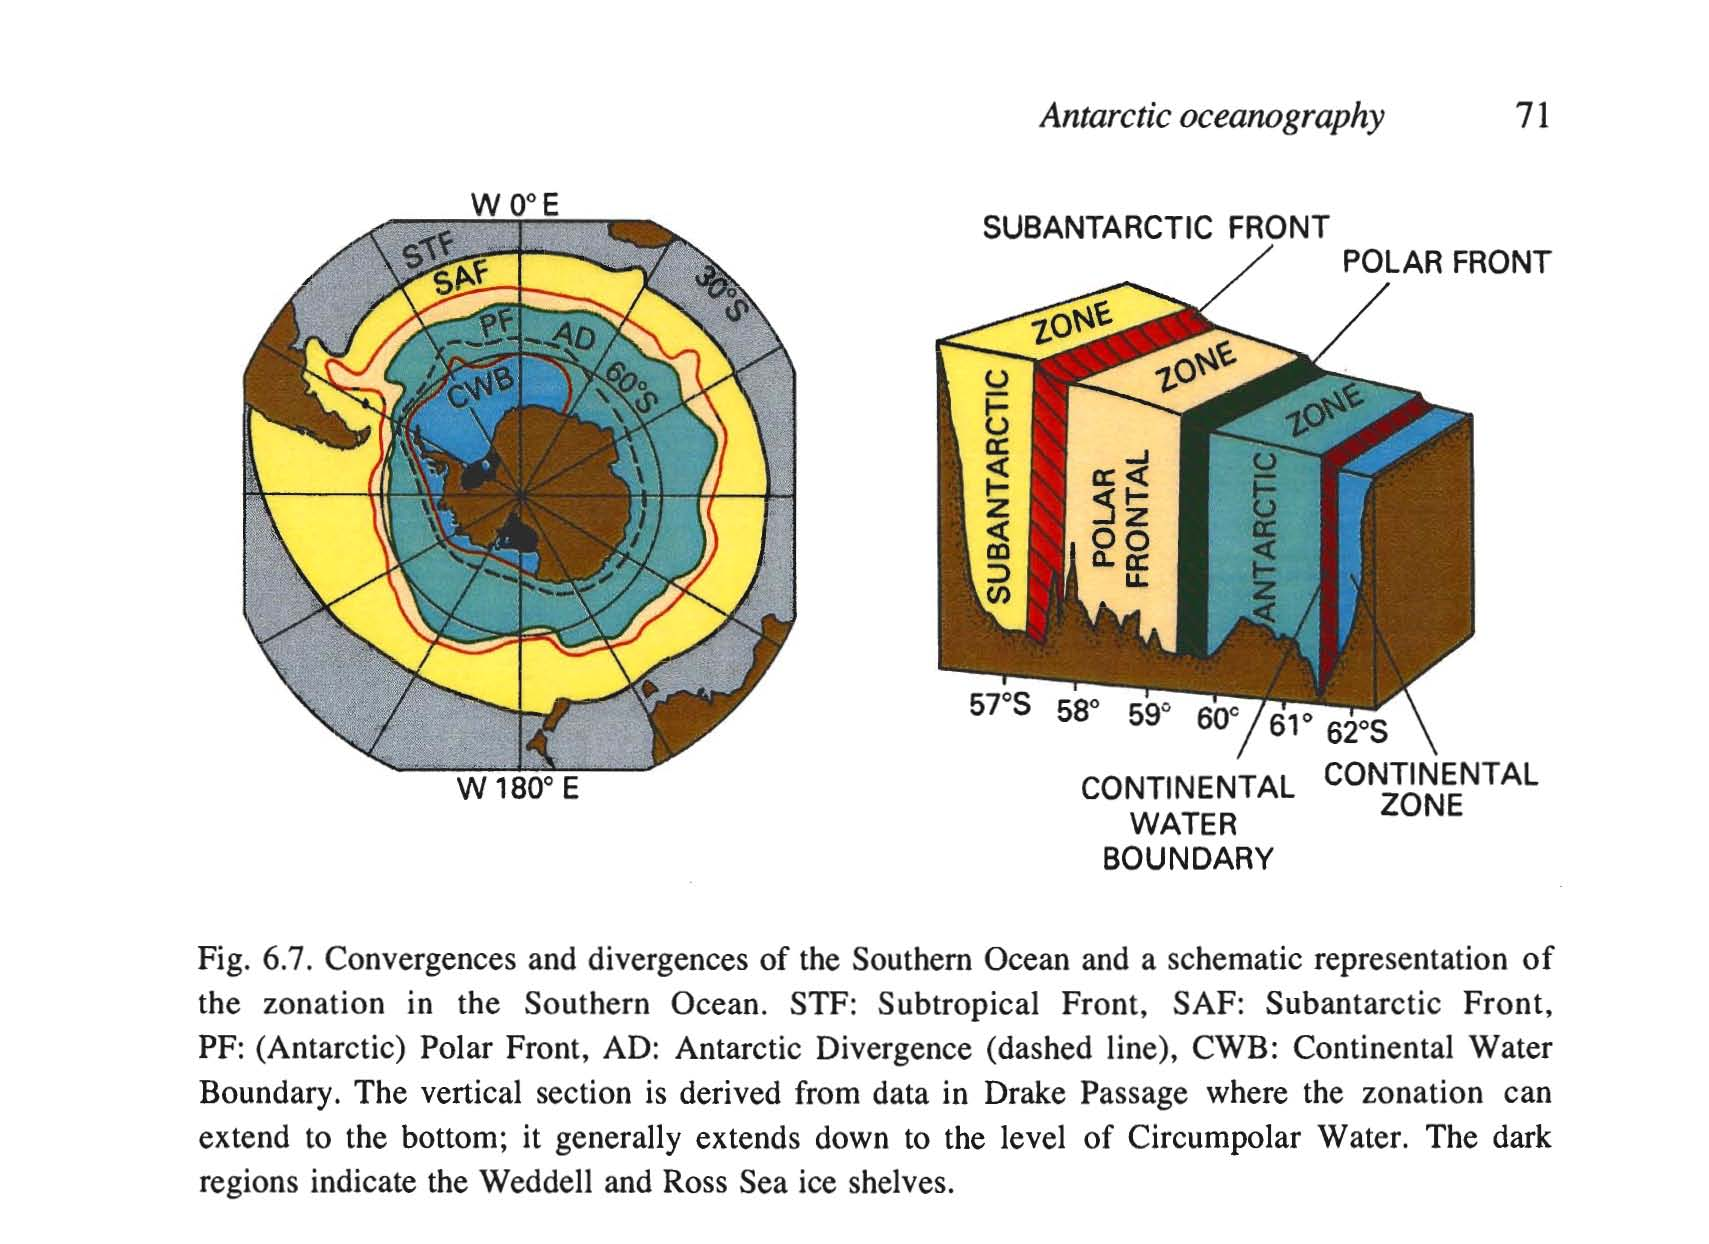 Antarctic oceanography 71
W 0° E
STF
SAF
30°S
PF
AD
60°S
CWB
W 180° E
SUBANTARCTIC FRONT
POLAR FRONT
ZONE
ZONE
ZONE
SUBANTARCTIC
POLAR
FRONTAL
ANTARCTIC
57°S 58° 59° 60° 61° 62°S
CONTINENTAL
WATER
BOUNDARY
CONTINENTAL
ZONE
Fig. 6.7. Convergences and divergences of the Southern Ocean and a schematic representation of
the zonation in the Southern Ocean. STF: Subtropical Front, SAF: Subantarctic Front,
PF: (Antarctic) Polar Front, AD: Antarctic Divergence (dashed line), CWB: Continental Water
Boundary. The vertical section is derived from data in Drake Passage where the zonation can
extend to the bottom; it generally extends down to the level of Circumpolar Water. The dark
regions indicate the Weddell and Ross Sea ice shelves.